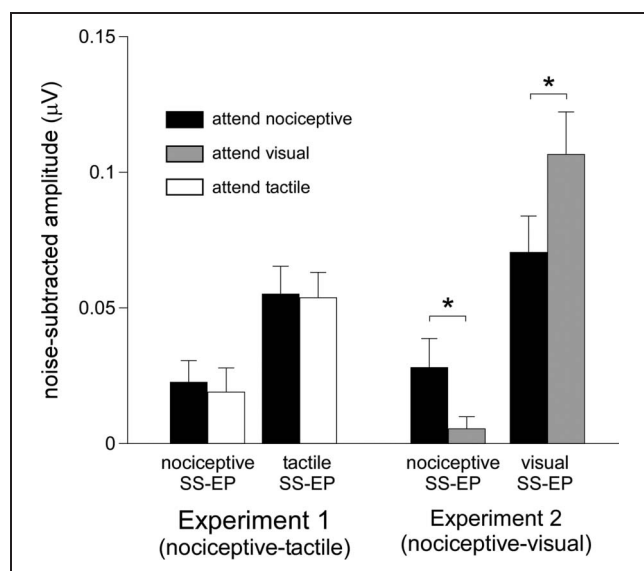 0.15
0.1
0.05
0
noise-subtracted amplitude (μV)
attend nociceptive
attend visual
attend tactile
*
*
nociceptive SS-EP
tactile SS-EP
nociceptive SS-EP
visual SS-EP
Experiment 1
(nociceptive-tactile)
Experiment 2
(nociceptive-visual)